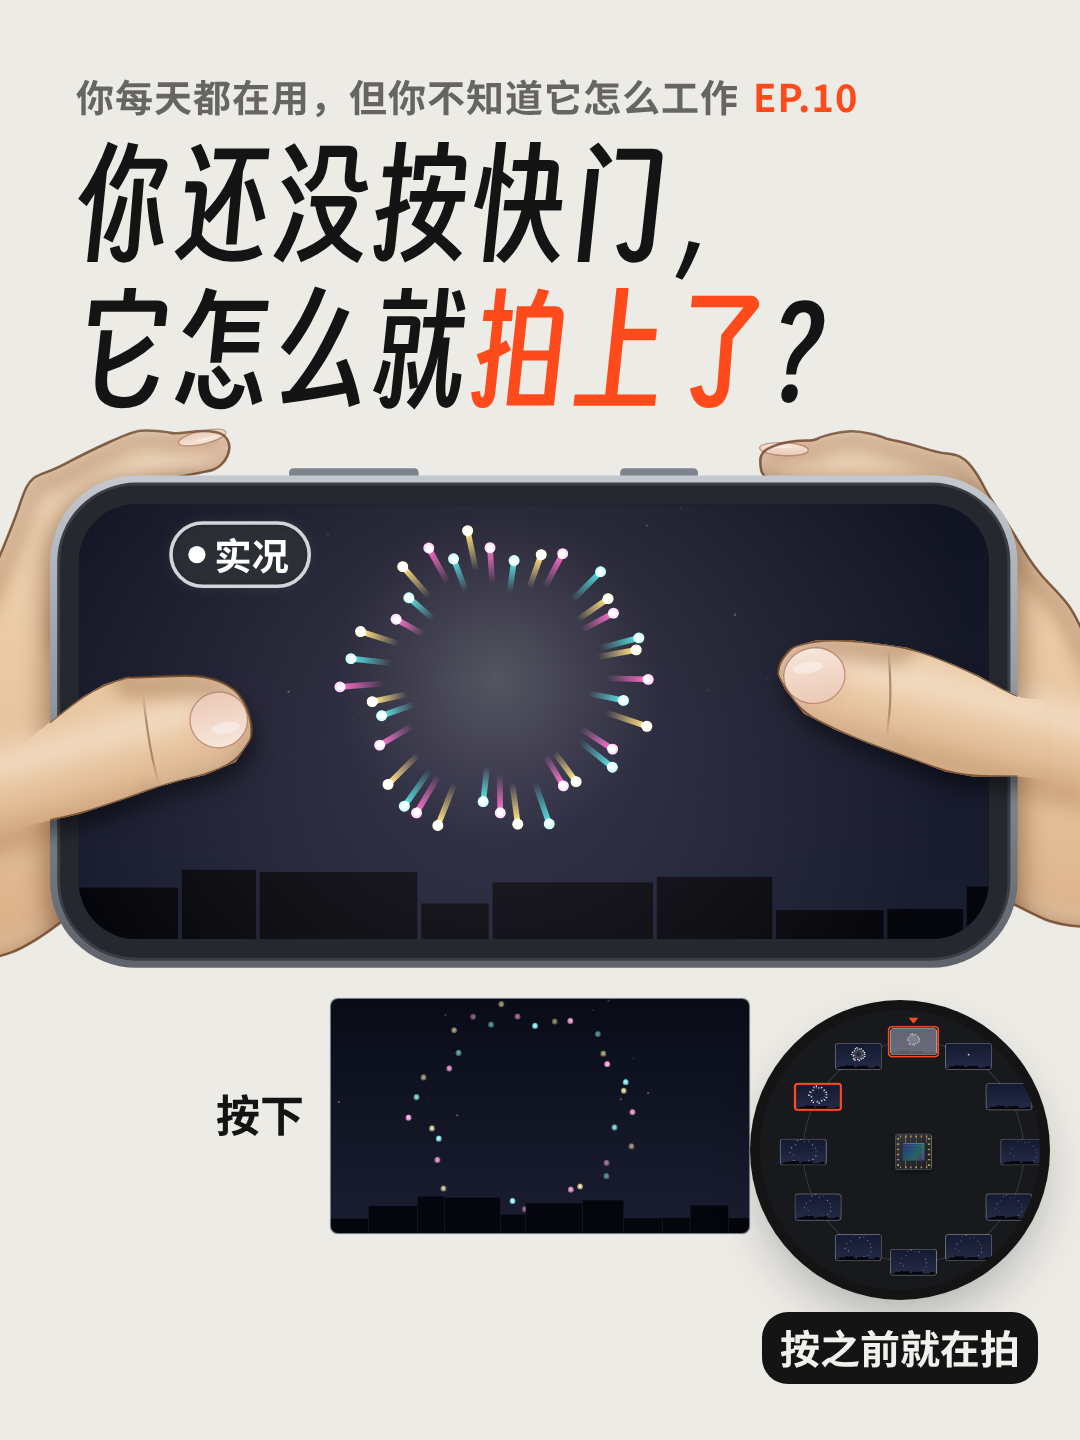 你每天都在用，但你不知道它怎么工作 EP.10
你还没按快门，
它怎么就拍上了？
实况
按下
按之前就在拍